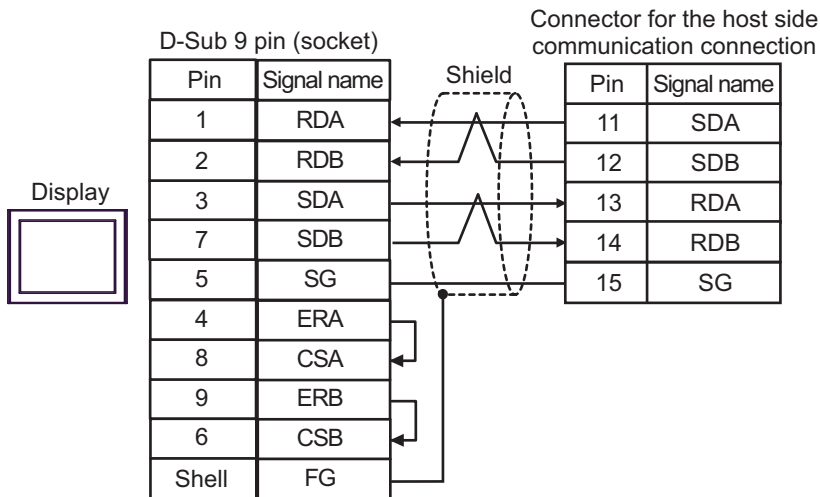 Connector for the host side
communication connection
D-Sub 9 pin (socket)
Shield
Display
Pin Signal name
1 RDA
2 RDB
3 SDA
7 SDB
5 SG
4 ERA
8 CSA
9 ERB
6 CSB
Shell FG
Pin Signal name
11 SDA
12 SDB
13 RDA
14 RDB
15 SG